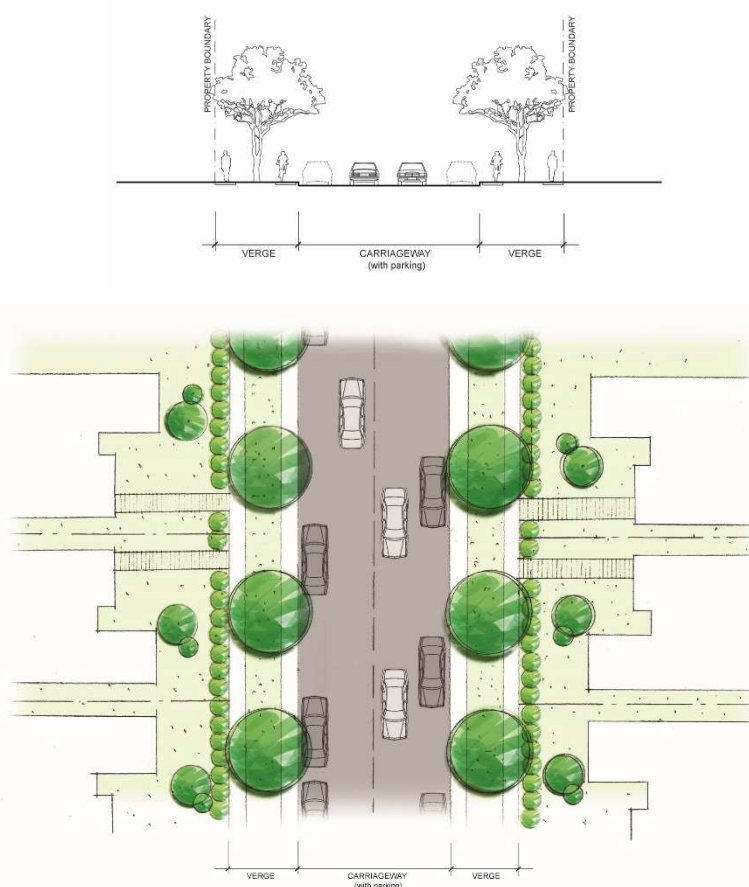 PROPERTY BOUNDARY
PROPERTY BOUNDARY
VERGE
CARRIAGEWAY
(with parking)
VERGE
VERGE
CARRIAGEWAY
(with parking)
VERGE